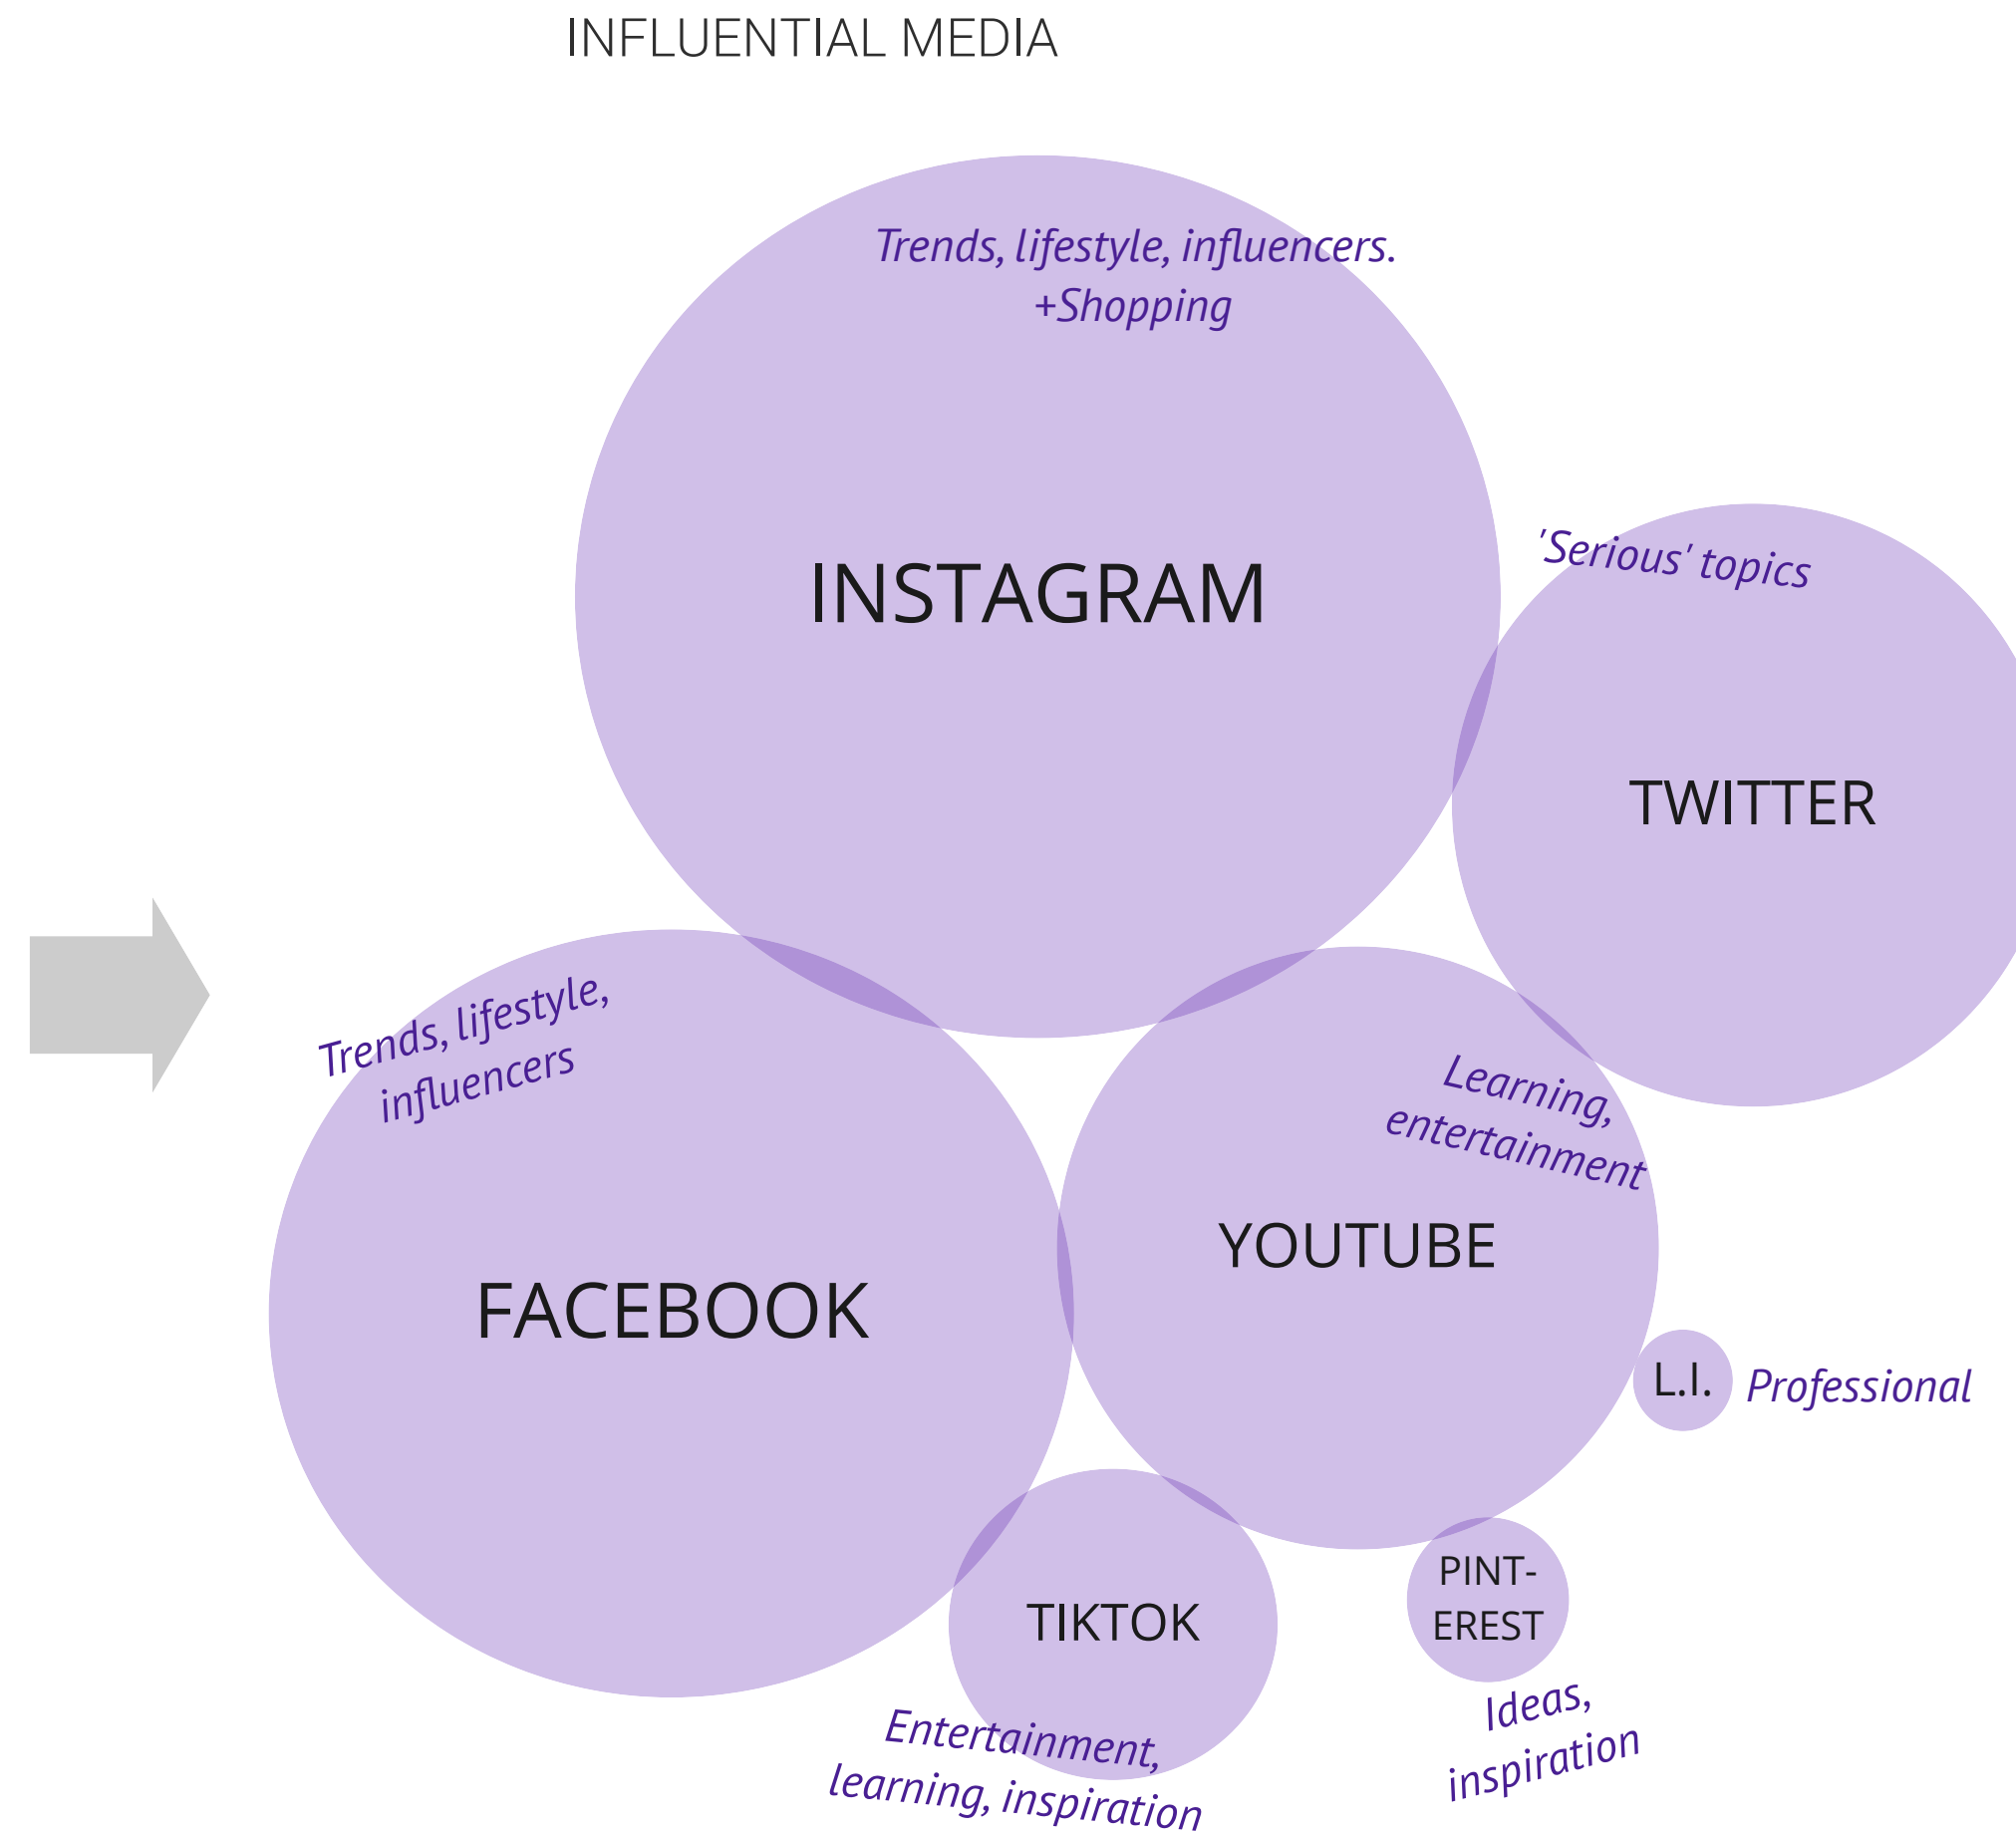 INFLUENTIAL MEDIA
Trends, lifestyle, influencers.
+Shopping
INSTAGRAM
'Serious' topics
TWITTER
Trends, lifestyle,
influencers
FACEBOOK
Learning,
entertainment
YOUTUBE
L.I.
Professional
TIKTOK
Entertainment,
learning, inspiration
PINT-
EREST
Ideas,
inspiration